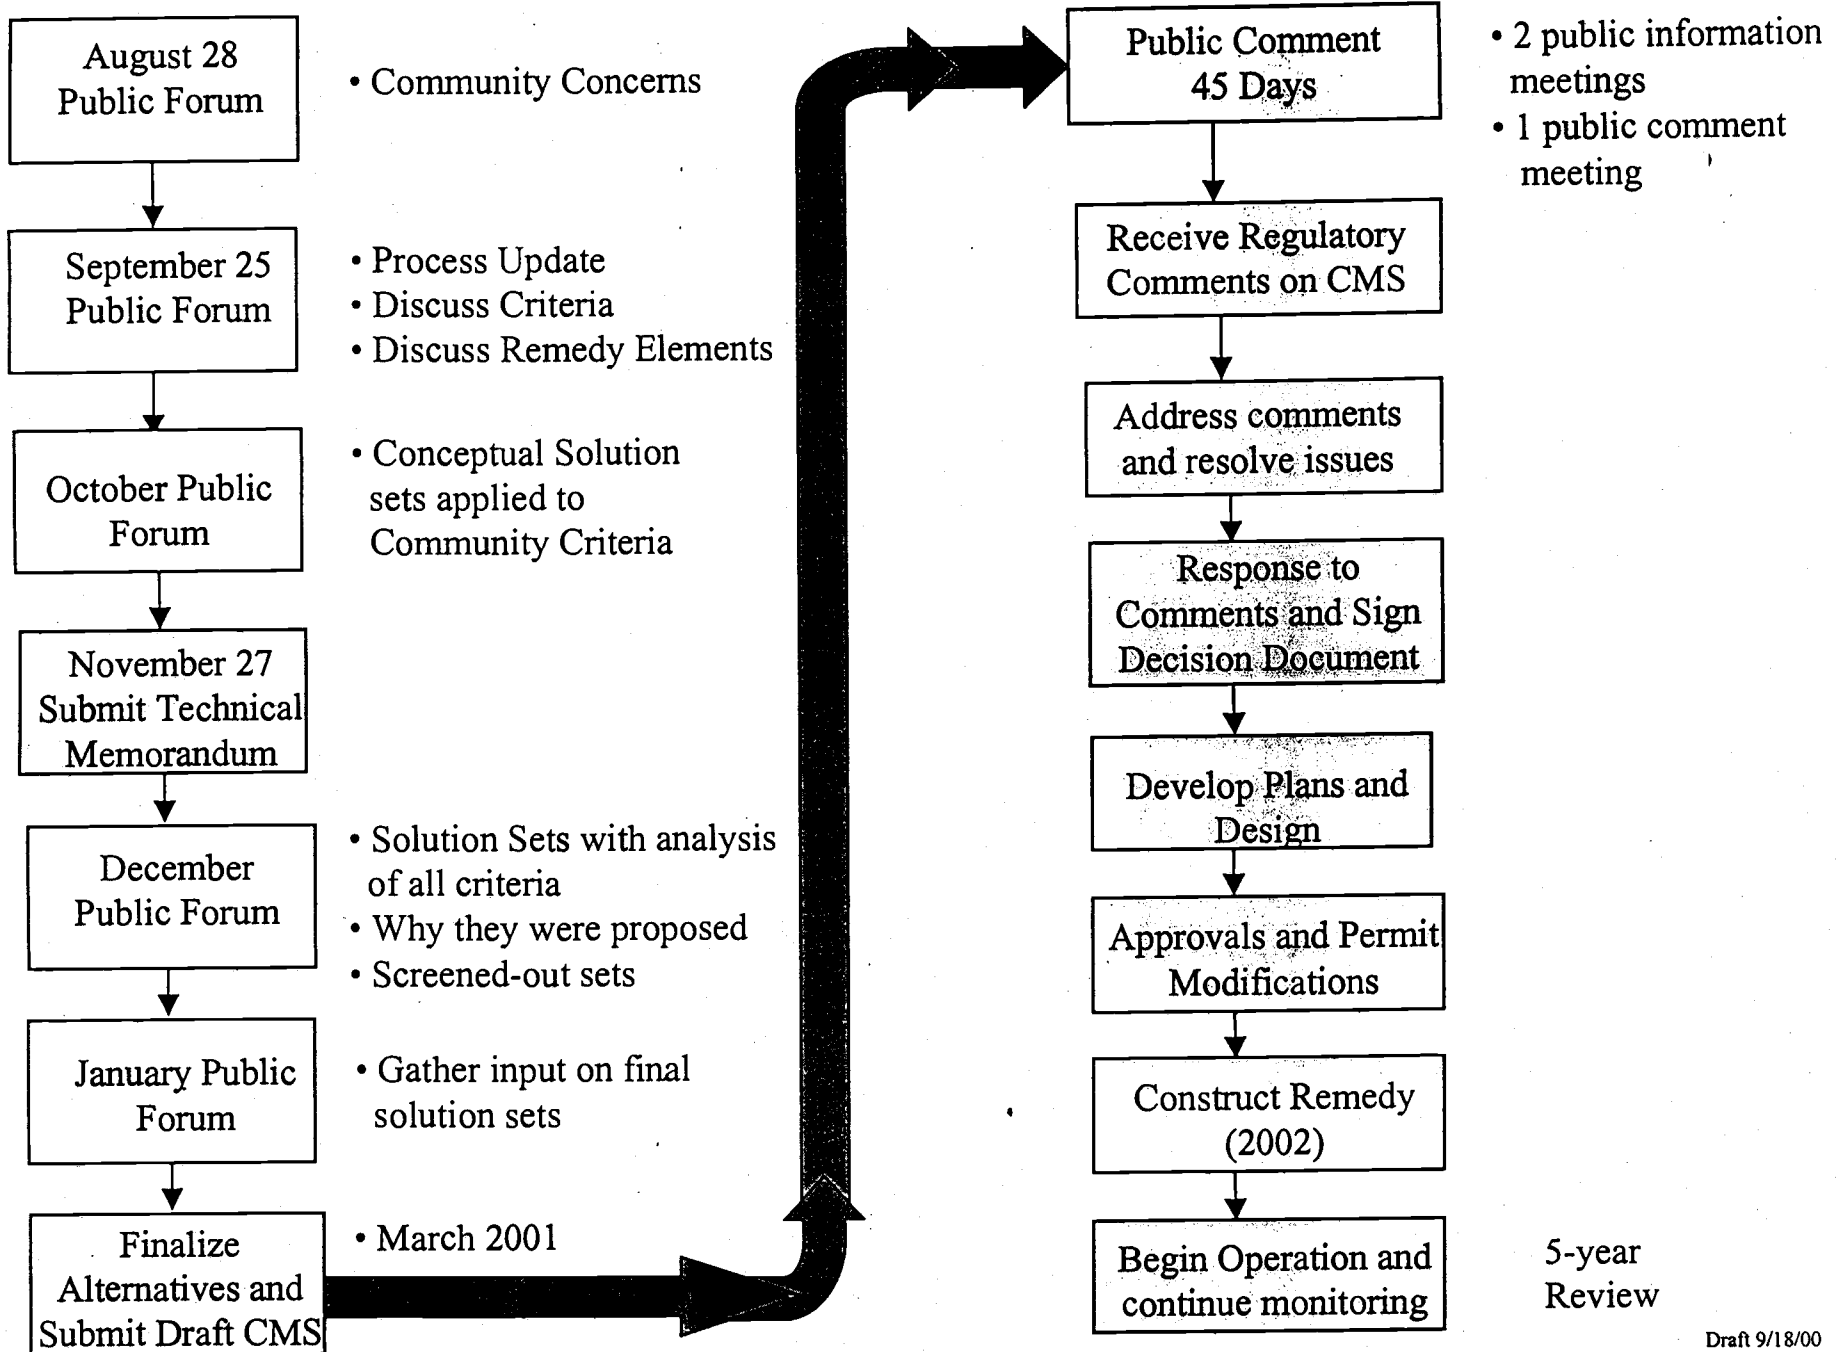 August 28
Public Forum
• Community Concerns
September 25
Public Forum
• Process Update
• Discuss Criteria
• Discuss Remedy Elements
October Public
Forum
• Conceptual Solution
sets applied to
Community Criteria
November 27
Submit Technical
Memorandum
December
Public Forum
• Solution Sets with analysis
of all criteria
• Why they were proposed
• Screened-out sets
January Public
Forum
• Gather input on final
solution sets
Finalize
Alternatives and
Submit Draft CMS
• March 2001
Public Comment
45 Days
• 2 public information
meetings
• 1 public comment
meeting
Receive Regulatory
Comments on CMS
Address comments
and resolve issues
Response to
Comments and Sign
Decision Document
Develop Plans and
Design
Approvals and Permit
Modifications
Construct Remedy
(2002)
Begin Operation and
continue monitoring
5-year
Review
Draft 9/18/00